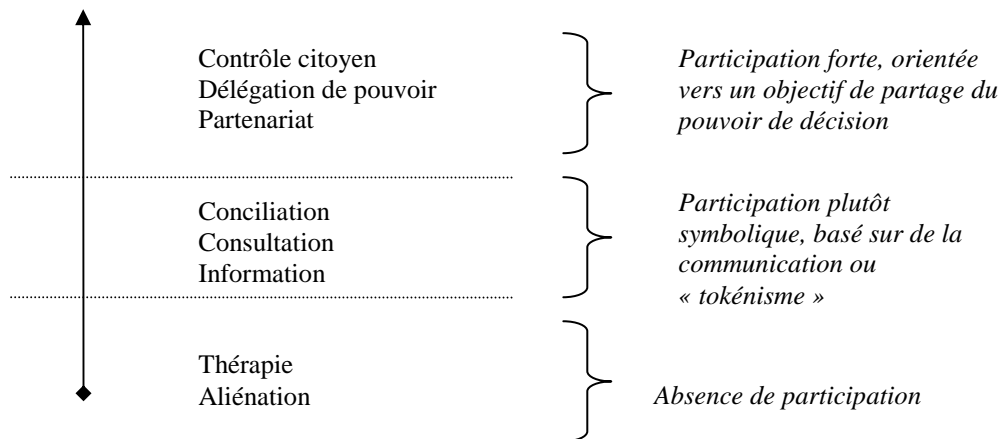 Contrôle citoyen
Délégation de pouvoir
Partenariat
Participation forte, orientée
vers un objectif de partage du
pouvoir de décision
Conciliation
Consultation
Information
Participation plutôt
symbolique, basé sur de la
communication ou
« tokénisme »
Thérapie
Aliénation
Absence de participation